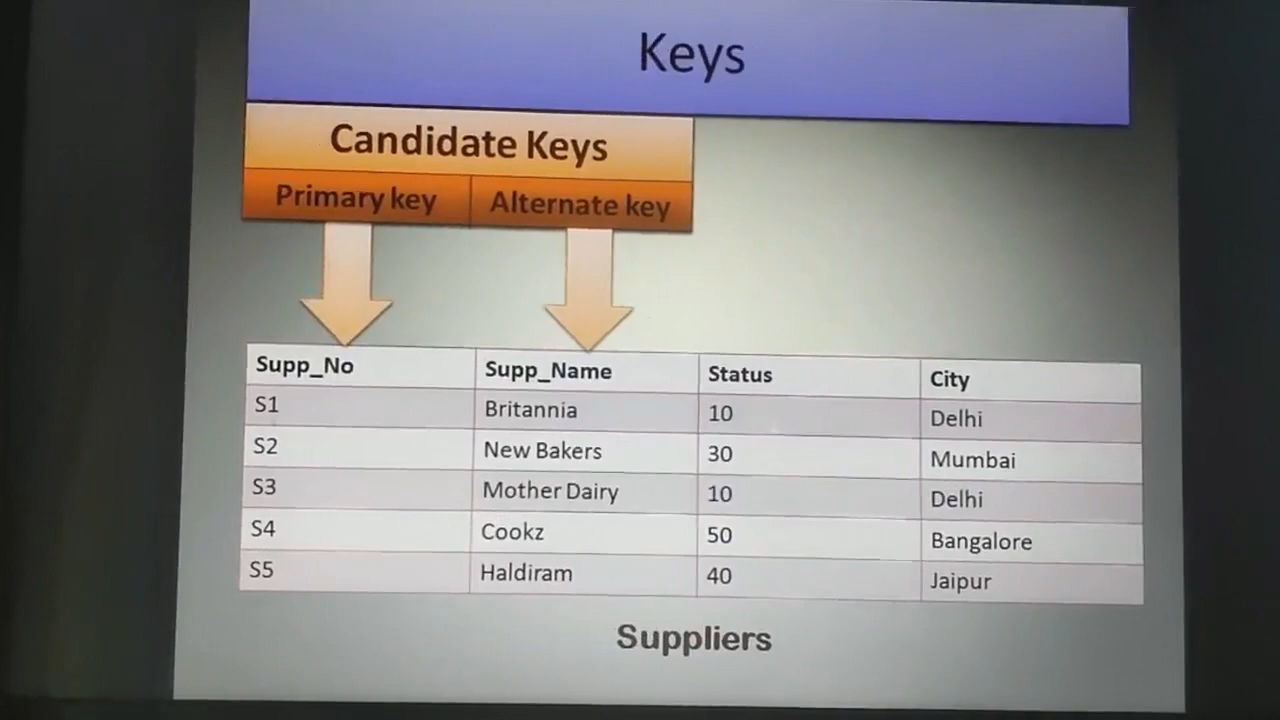 Keys
Candidate Keys
Primary key Alternate key
Supp_No Supp_Name Status City
S1 Britannia 10 Delhi
S2 New Bakers 30 Mumbai
S3 Mother Dairy 10 Delhi
S4 Cookz 50 Bangalore
S5 Haldiram 40 Jaipur
Suppliers